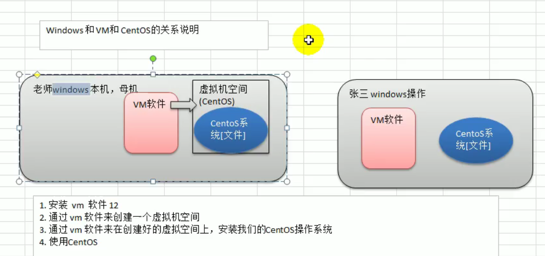 Windows和VM和CentOS的关系说明
老师windows本机，母机
VM软件
虚拟机空间
(CentOS)
CentoS系
统[文件]
张三 windows操作
VM软件
CentoS系
统[文件]
1. 安装 vm 软件 12
2. 通过 vm 软件来创建一个虚拟机空间
3. 通过 vm 软件来在创建好的虚拟空间上，安装我们的CentOS操作系统
4. 使用CentOS